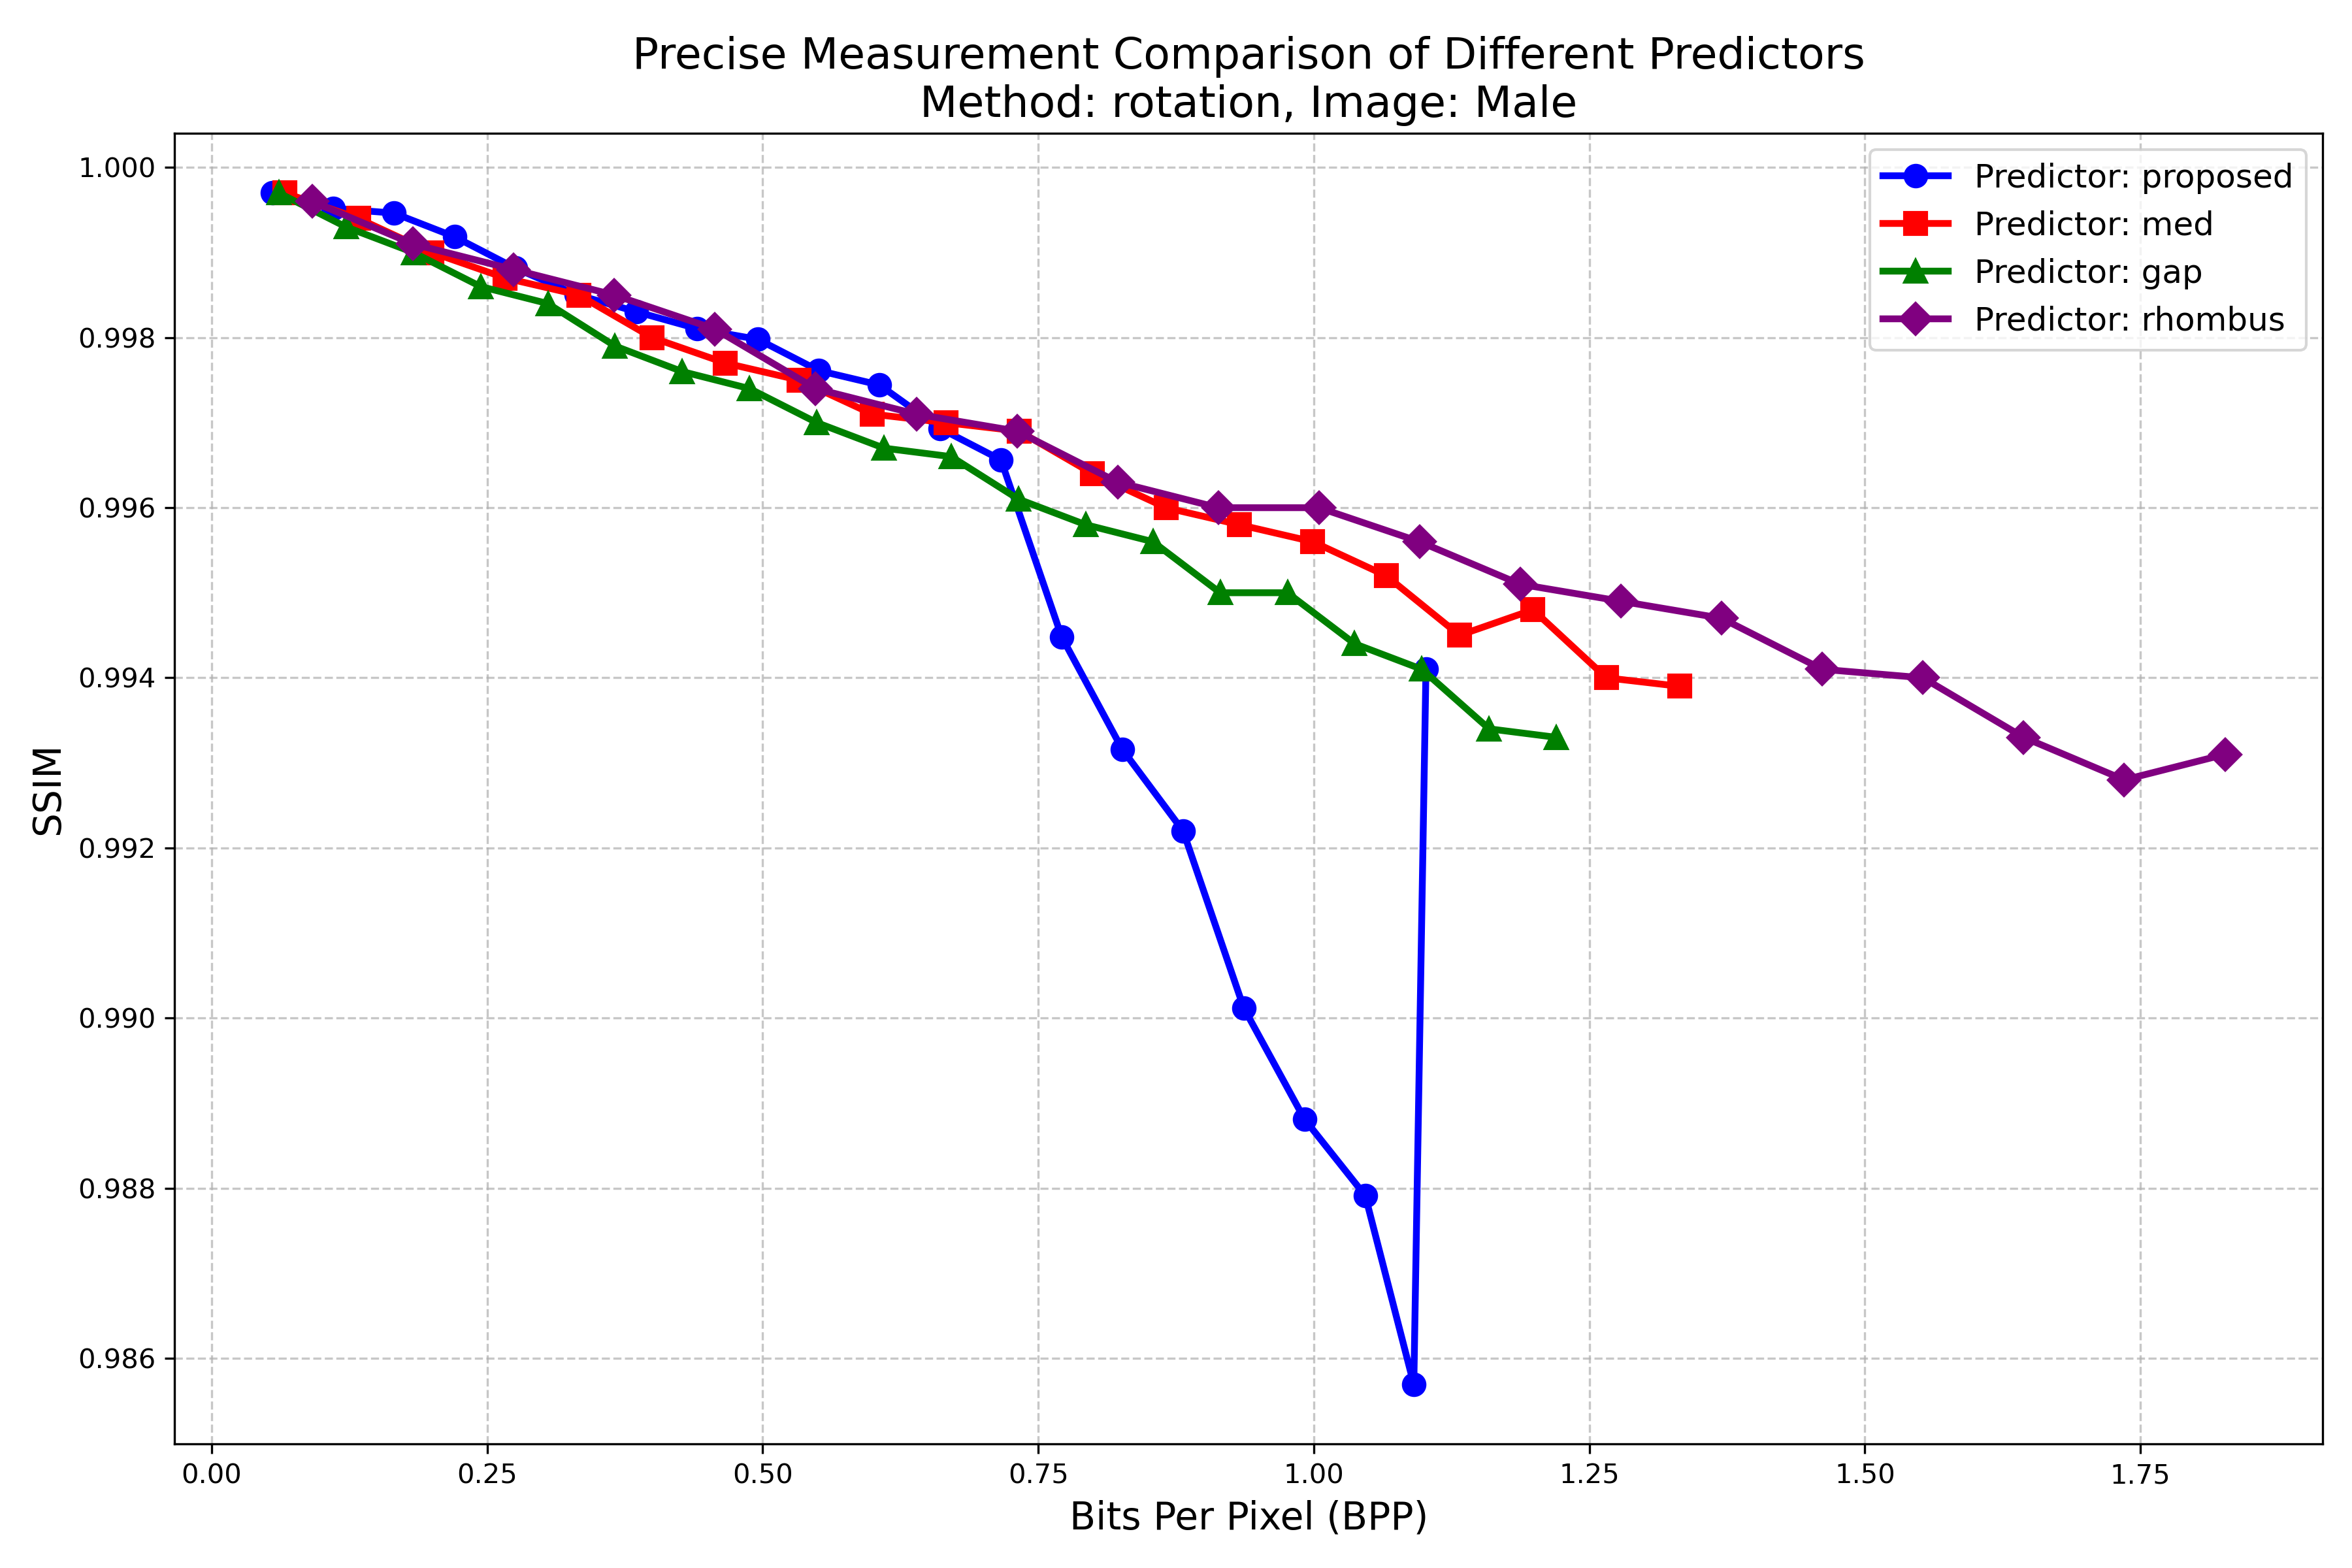 Precise Measurement Comparison of Different Predictors
Method: rotation, Image: Male
1.000
0.998
0.996
0.994
0.992
0.990
0.988
0.986
SSIM
Predictor: proposed
Predictor: med
Predictor: gap
Predictor: rhombus
0.00 0.25 0.50 0.75 1.00 1.25 1.50 1.75
Bits Per Pixel (BPP)